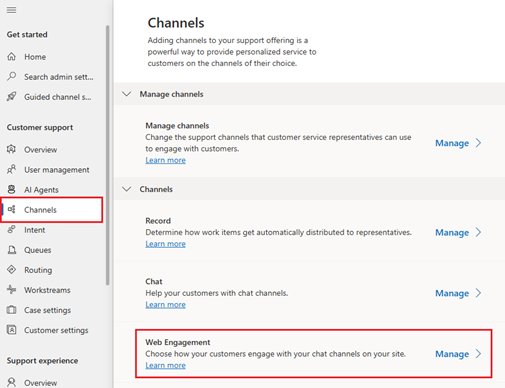 Get started
Home
Search admin sett...
Guided channel s...
Customer support
Overview
User management
AI Agents
Channels
Intent
Queues
Routing
Workstreams
Case settings
Customer settings
Support experience
Overview
Channels
Adding channels to your support offering is a
powerful way to provide personalized service to
customers on the channels of their choice.
Manage channels
Manage channels
Change the support channels that customer service representatives can use
to engage with customers.
Learn more
Manage
Channels
Record
Determine how work items get automatically distributed to representatives.
Learn more
Manage
Chat
Help your customers with chat channels.
Learn more
Manage
Web Engagement
Choose how your customers engage with your chat channels on your site.
Learn more
Manage